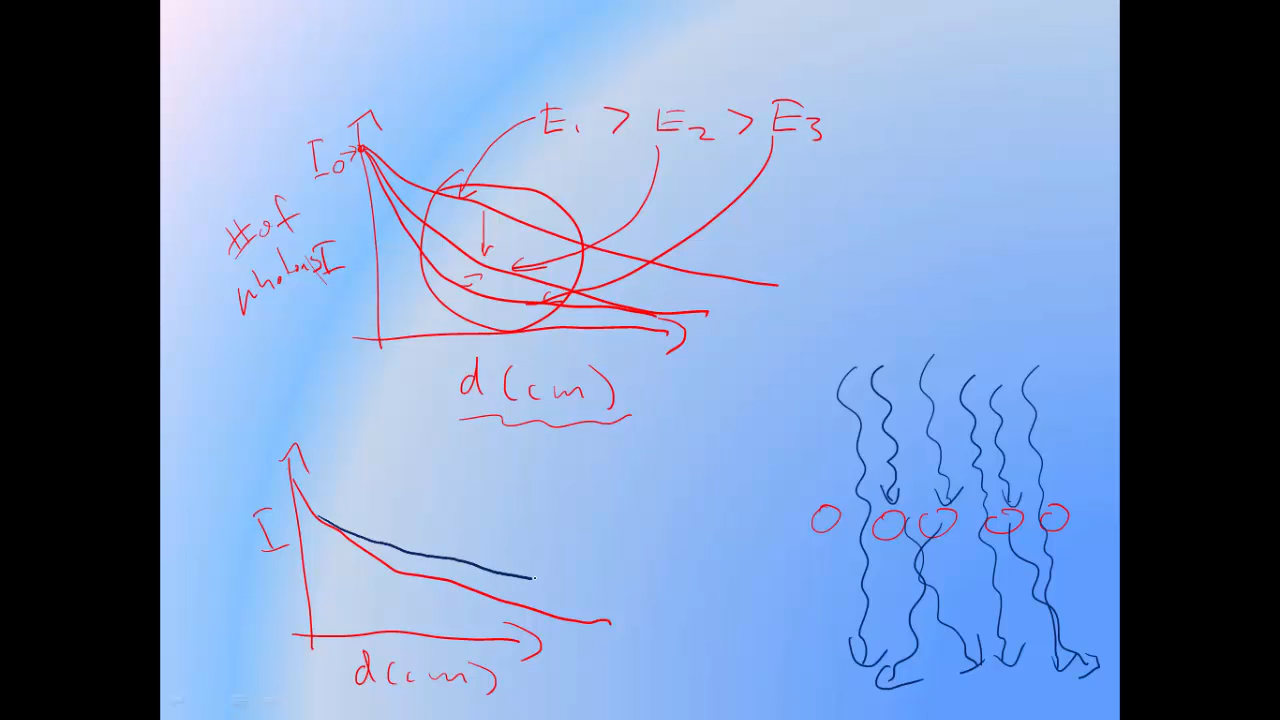 E1 > E2 > E3
I0
# of
photons I
d (cm)
I
d (cm)